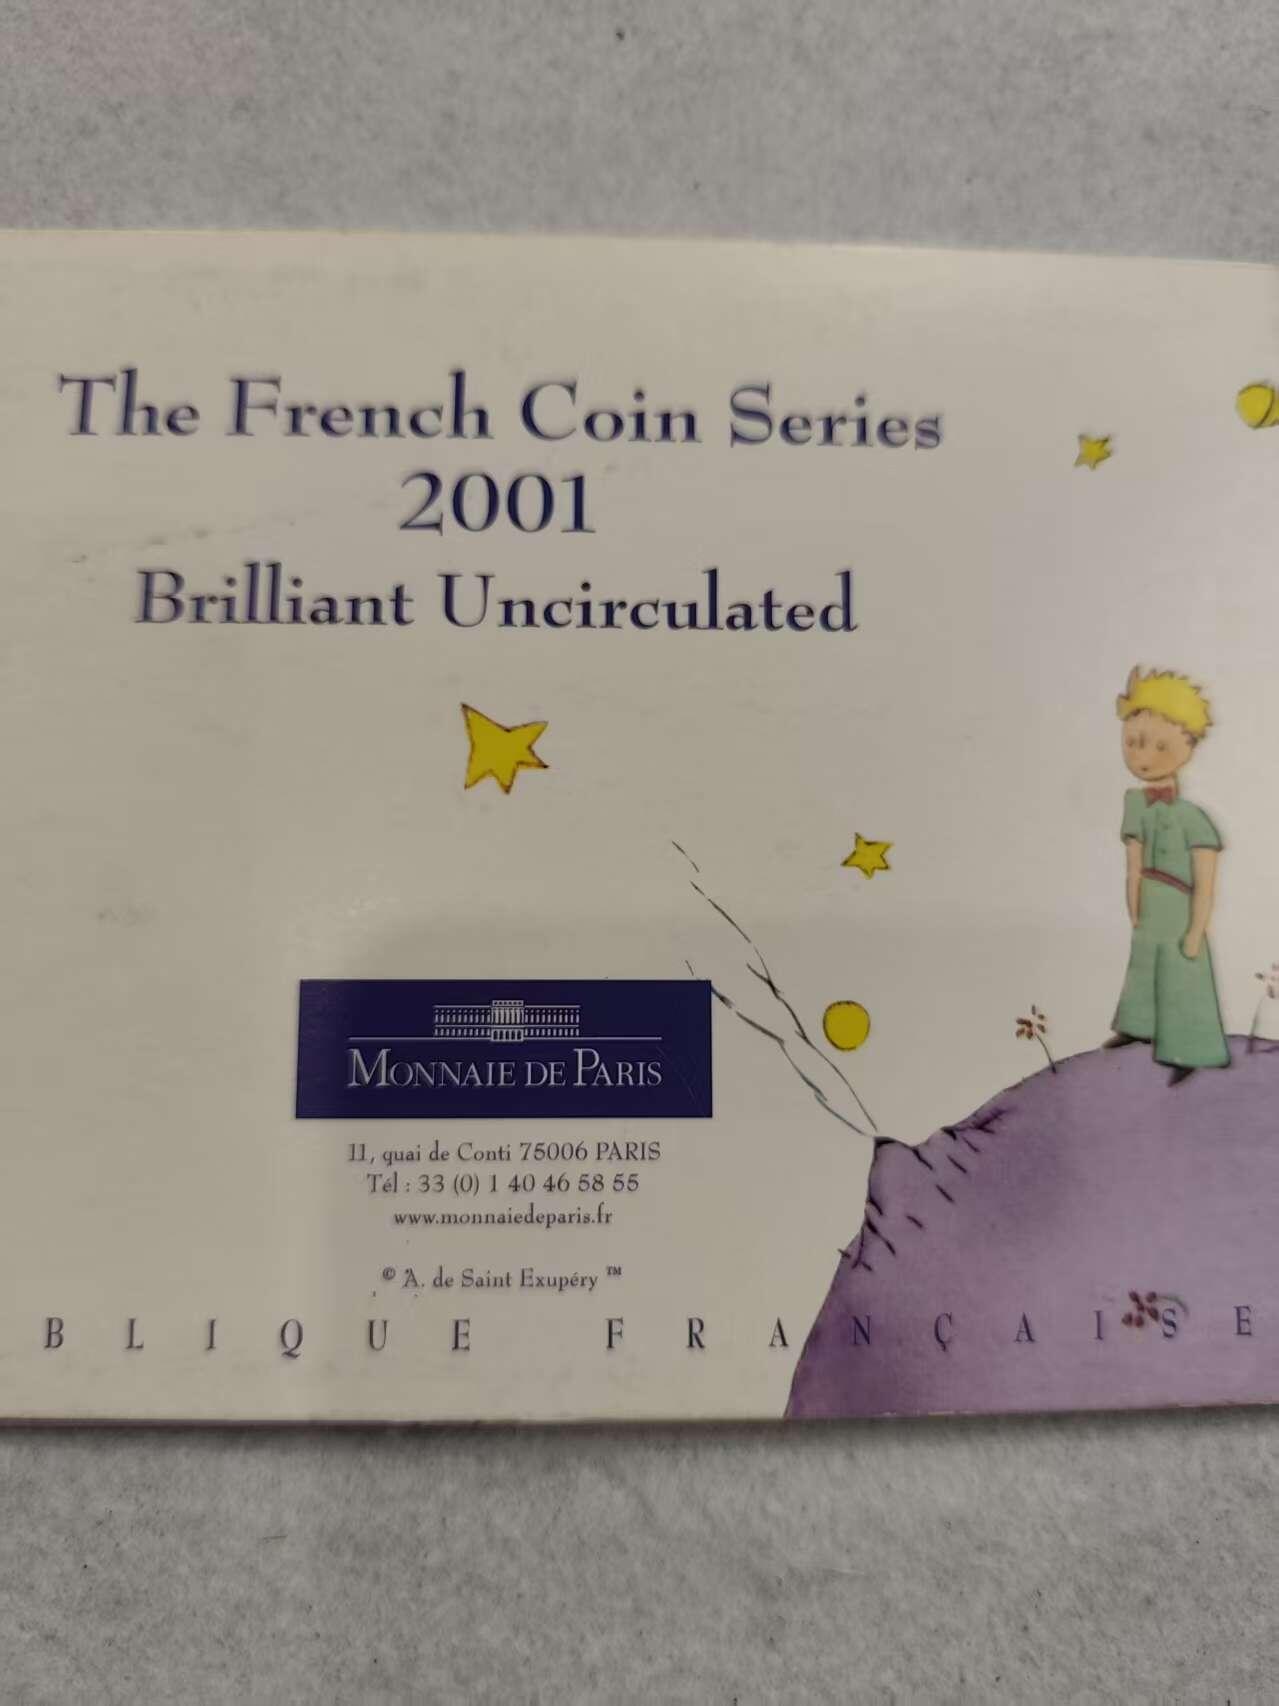 The French Coin Series
2001
Brilliant Uncirculated
MONNAIE DE PARIS
11, quai de Conti 75006 PARIS
Tél : 33 (0) 1 40 46 58 55
www.monnaiedeparis.fr
© A. de Saint Exupéry ™
BLIQUE FRANÇAISE